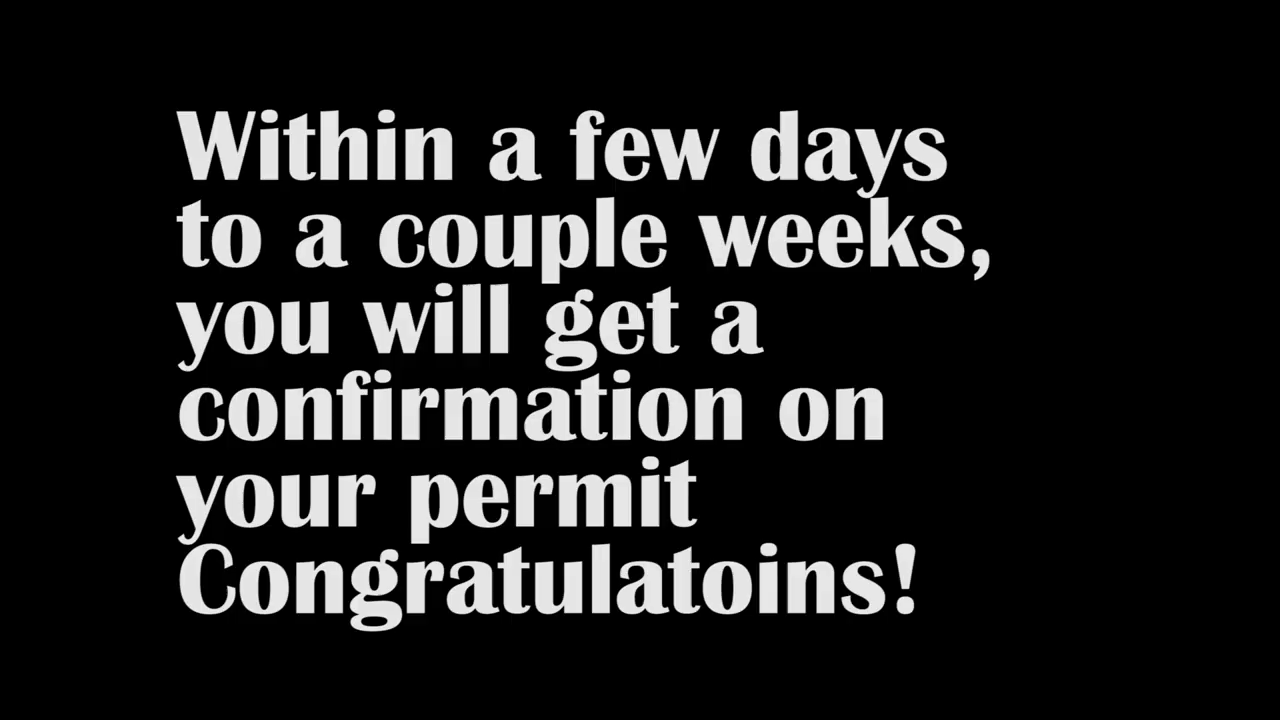 Within a few days
to a couple weeks,
you will get a
confirmation on
your permit
Congratulatoins!